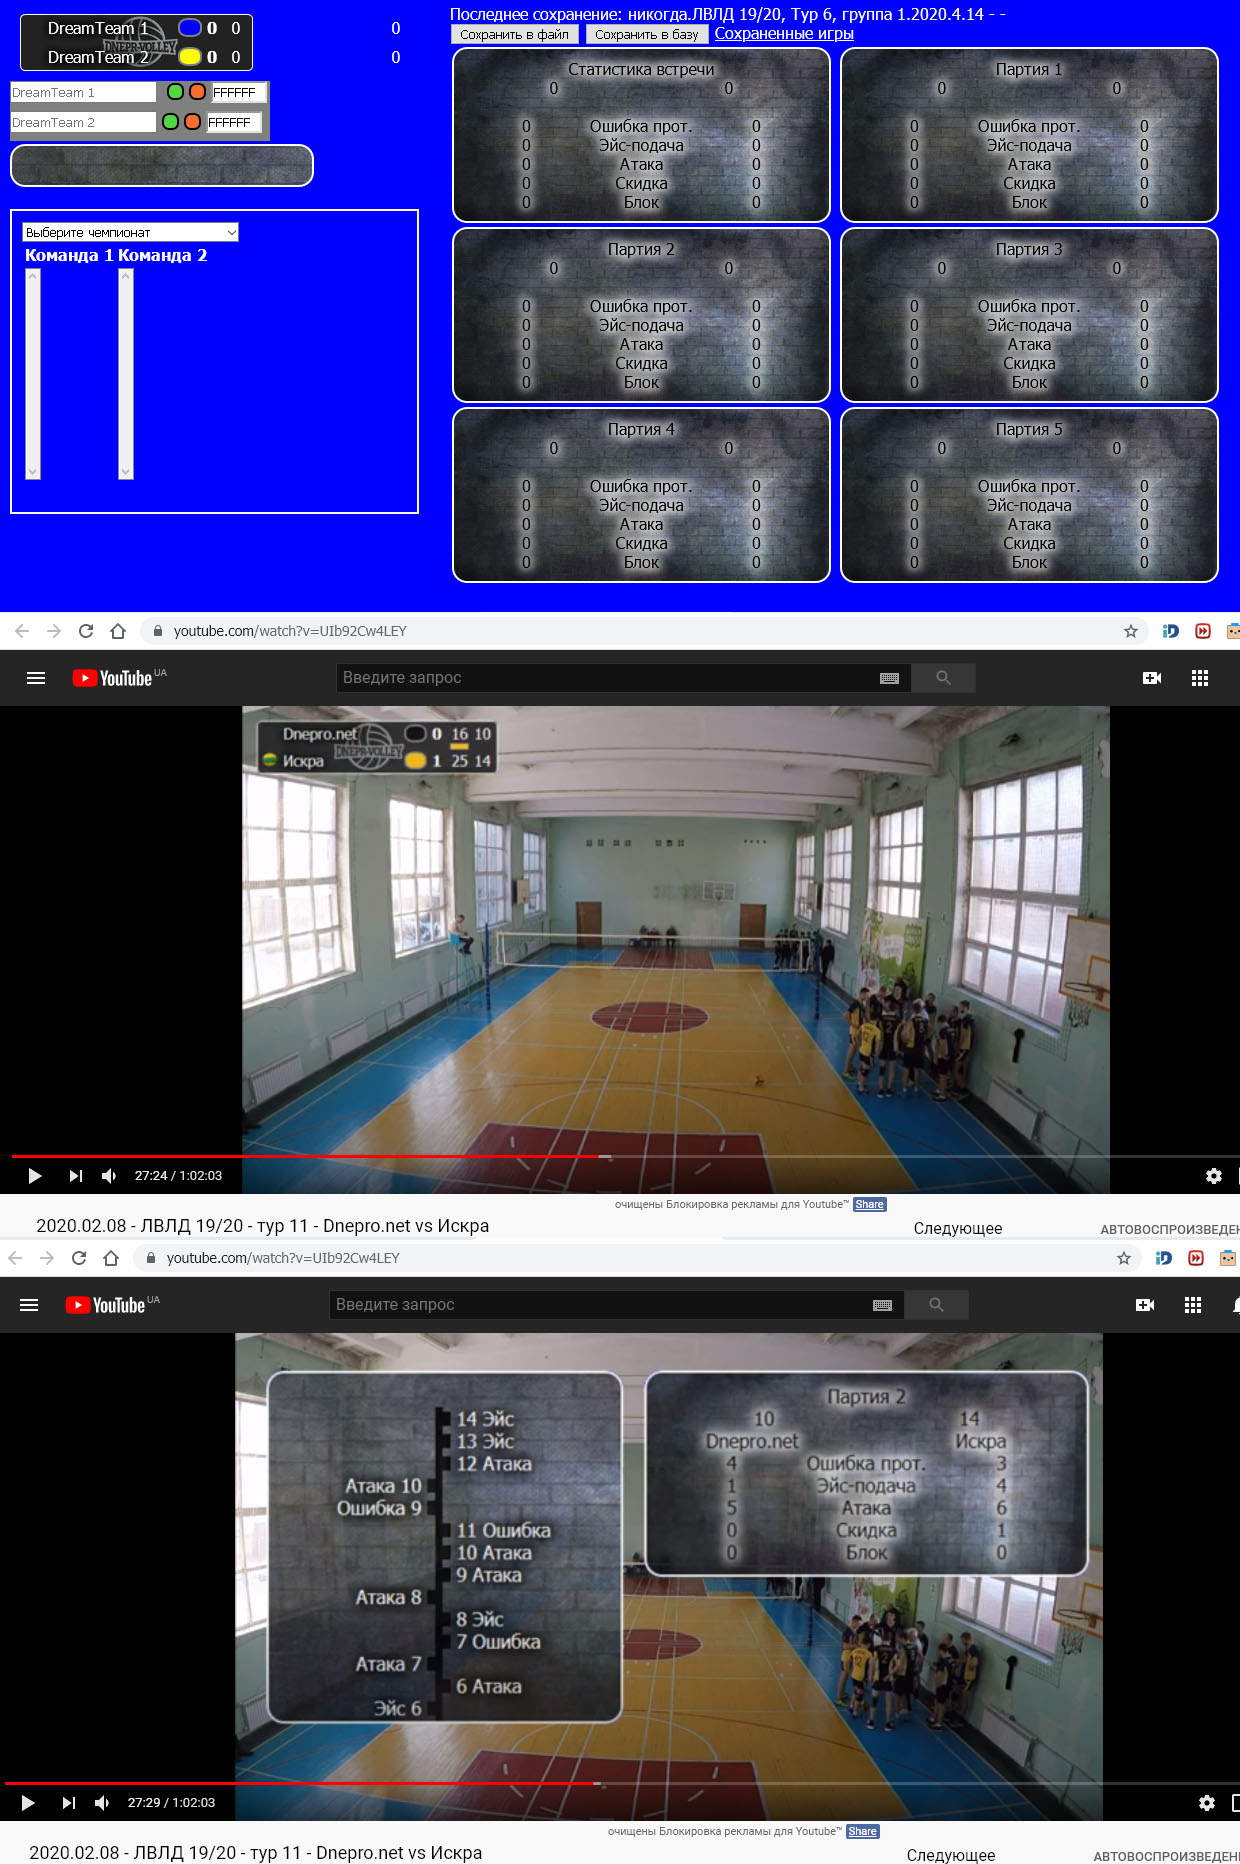 DreamTeam 1 0 0 0
DNEPR-VOLLEY
DreamTeam 2 0 0 0
DreamTeam 1 FFFFFF
DreamTeam 2 FFFFFF
Выберите чемпионат
Команда 1 Команда 2
Последнее сохранение: никогда.ЛВЛД 19/20, Тур 6, группа 1.2020.4.14 - -
Сохранить в файл Сохранить в базу Сохраненные игры
Статистика встречи
0 0
0 Ошибка прот. 0
0 Эйс-подача 0
0 Атака 0
0 Скидка 0
0 Блок 0
Партия 1
0 0
0 Ошибка прот. 0
0 Эйс-подача 0
0 Атака 0
0 Скидка 0
0 Блок 0
Партия 2
0 0
0 Ошибка прот. 0
0 Эйс-подача 0
0 Атака 0
0 Скидка 0
0 Блок 0
Партия 3
0 0
0 Ошибка прот. 0
0 Эйс-подача 0
0 Атака 0
0 Скидка 0
0 Блок 0
Партия 4
0 0
0 Ошибка прот. 0
0 Эйс-подача 0
0 Атака 0
0 Скидка 0
0 Блок 0
Партия 5
0 0
0 Ошибка прот. 0
0 Эйс-подача 0
0 Атака 0
0 Скидка 0
0 Блок 0
youtube.com/watch?v=UIb92Cw4LEY
YouTube UA Введите запрос
Dnepro.net 0 16 10
DNEPR-VOLLEY
Искра 1 25 14
27:24 / 1:02:03
очищены Блокировка рекламы для Youtube™ Share
2020.02.08 - ЛВЛД 19/20 - тур 11 - Dnepro.net vs Искра
Следующее АВТОВОСПРОИЗВЕДЕН
youtube.com/watch?v=UIb92Cw4LEY
YouTube UA Введите запрос
14 Эйс
13 Эйс
12 Атака
Атака 10
Ошибка 9
11 Ошибка
10 Атака
9 Атака
Атака 8
8 Эйс
7 Ошибка
Атака 7
6 Атака
Эйс 6
Партия 2
10 14
Dnepro.net Искра
4 Ошибка прот. 3
1 Эйс-подача 4
5 Атака 6
0 Скидка 1
0 Блок 0
27:29 / 1:02:03
очищены Блокировка рекламы для Youtube™ Share
2020.02.08 - ЛВЛД 19/20 - тур 11 - Dnepro.net vs Искра
Следующее АВТОВОСПРОИЗВЕДЕН